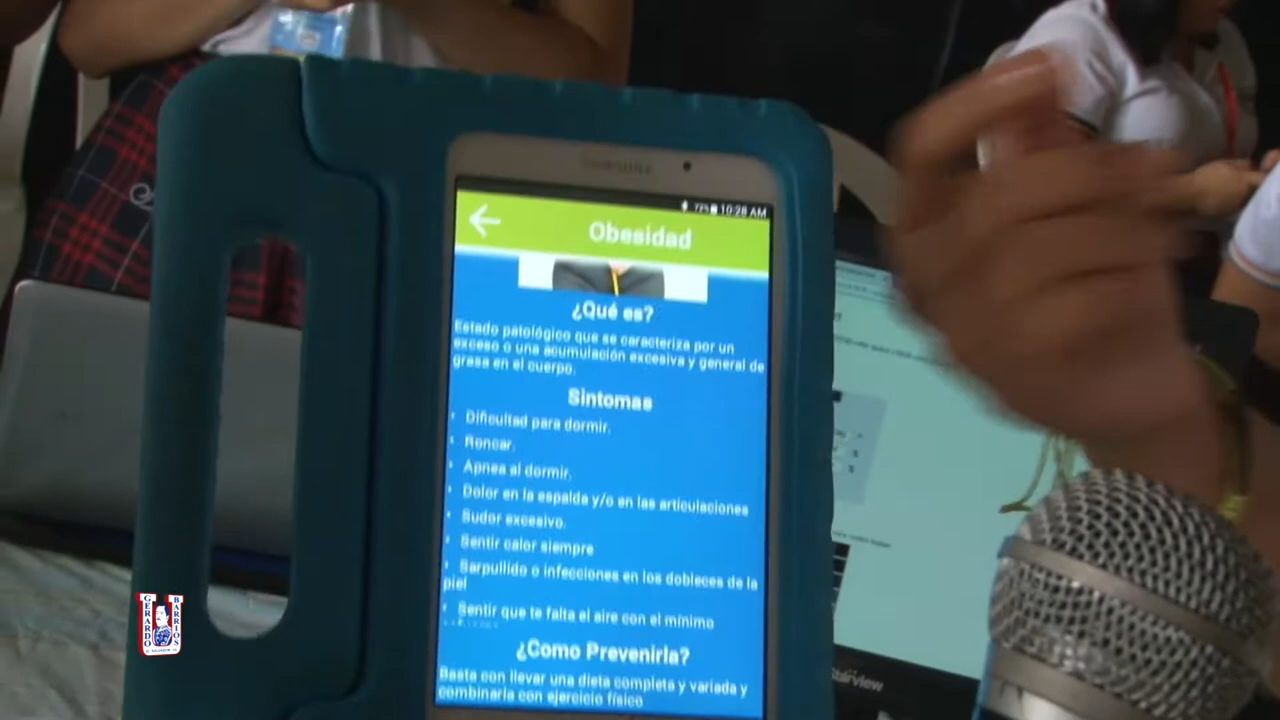 SAMSUNG
72% 10:28 AM
Obesidad
¿Qué es?
Estado patológico que se caracteriza por un
exceso o una acumulación excesiva y general de
grasa en el cuerpo.
Sintomas
• Dificultad para dormir.
• Roncar.
• Apnea al dormir.
• Dolor en la espalda y/o en las articulaciones
• Sudor excesivo.
• Sentir calor siempre
• Sarpullido o infecciones en los dobleces de la
piel
• Sentir que te falta el aire con el mínimo
¿Como Prevenirla?
Basta con llevar una dieta completa y variada y
combinarla con ejercicio físico
GERARDO
BARRIOS